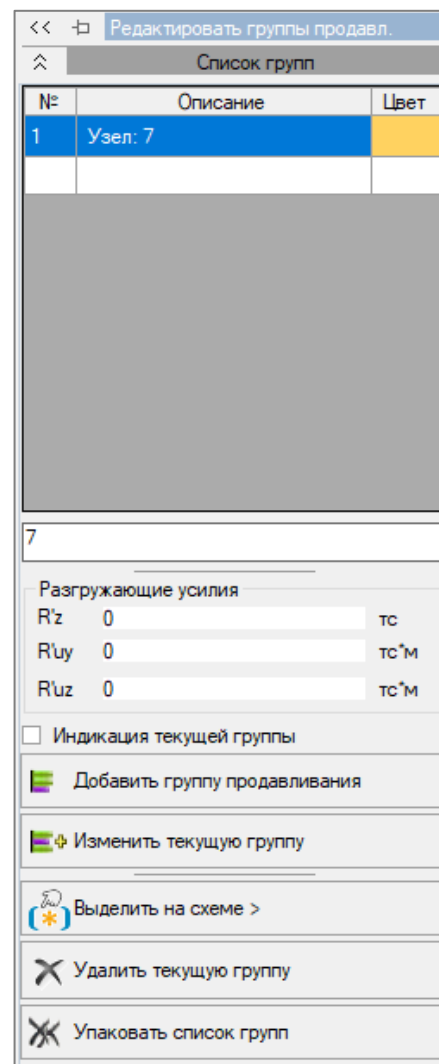 << Редактировать группы продавл.
Список групп
№ Описание Цвет
1 Узел: 7
7
Разгружающие усилия
R'z 0 тс
R'uy 0 тс*м
R'uz 0 тс*м
Индикация текущей группы
Добавить группу продавливания
Изменить текущую группу
Выделить на схеме >
Удалить текущую группу
Упаковать список групп